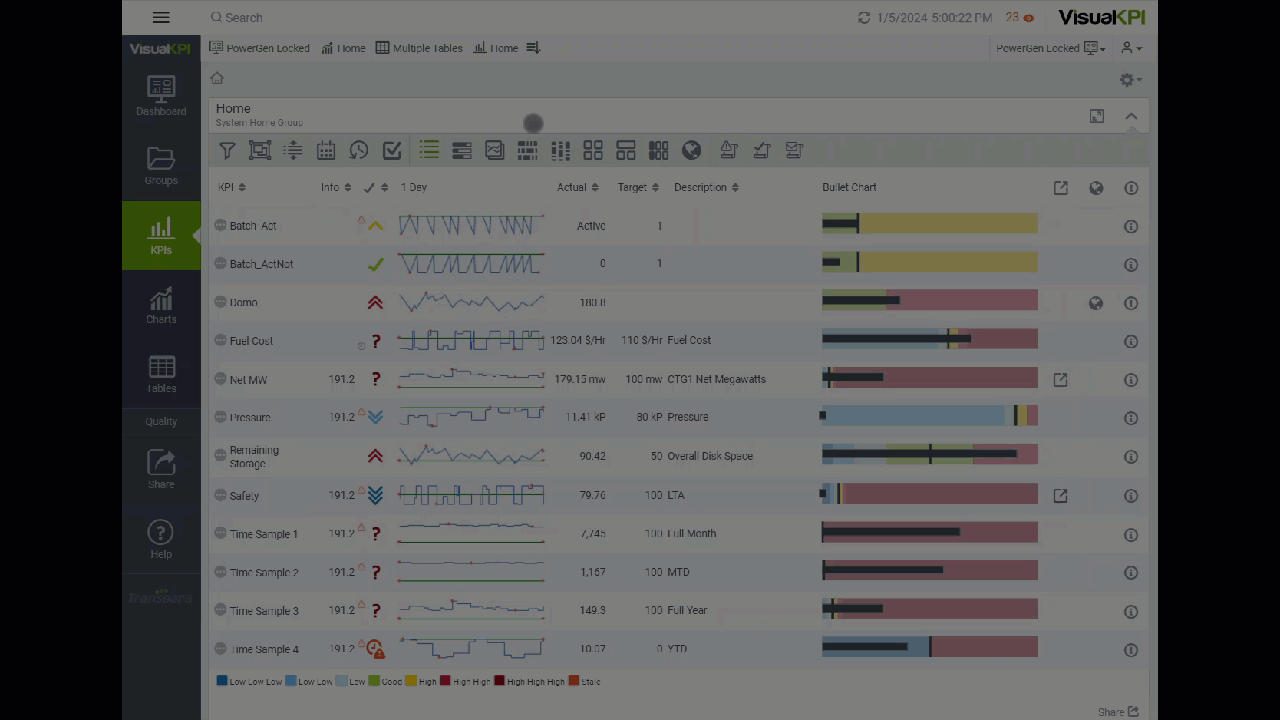 Search
1/5/2024 5:00:22 PM 23
VisualKPI
VisualKPI
PowerGen Locked Home Multiple Tables Home
PowerGen Locked
Dashboard
Groups
KPIs
Charts
Tables
Quality
Share
Help
Transpara
Home
System Home Group
KPI Info 1 Day Actual Target Description Bullet Chart
Batch_Act Active 1
Batch_ActNot 0 1
Domo 180.8
Fuel Cost ? 123.04 $/Hr 110 $/Hr Fuel Cost
Net MW 191.2 ? 179.15 mw 100 mw CTG1 Net Megawatts
Pressure 191.2 11.41 kP 80 kP Pressure
Remaining
Storage 90.42 50 Overall Disk Space
Safety 191.2 79.76 100 LTA
Time Sample 1 191.2 ? 7,745 100 Full Month
Time Sample 2 191.2 ? 1,167 100 MTD
Time Sample 3 191.2 ? 149.3 100 Full Year
Time Sample 4 191.2 10.07 0 YTD
Low Low Low Low Low Low Good High High High High High High Stale
Share